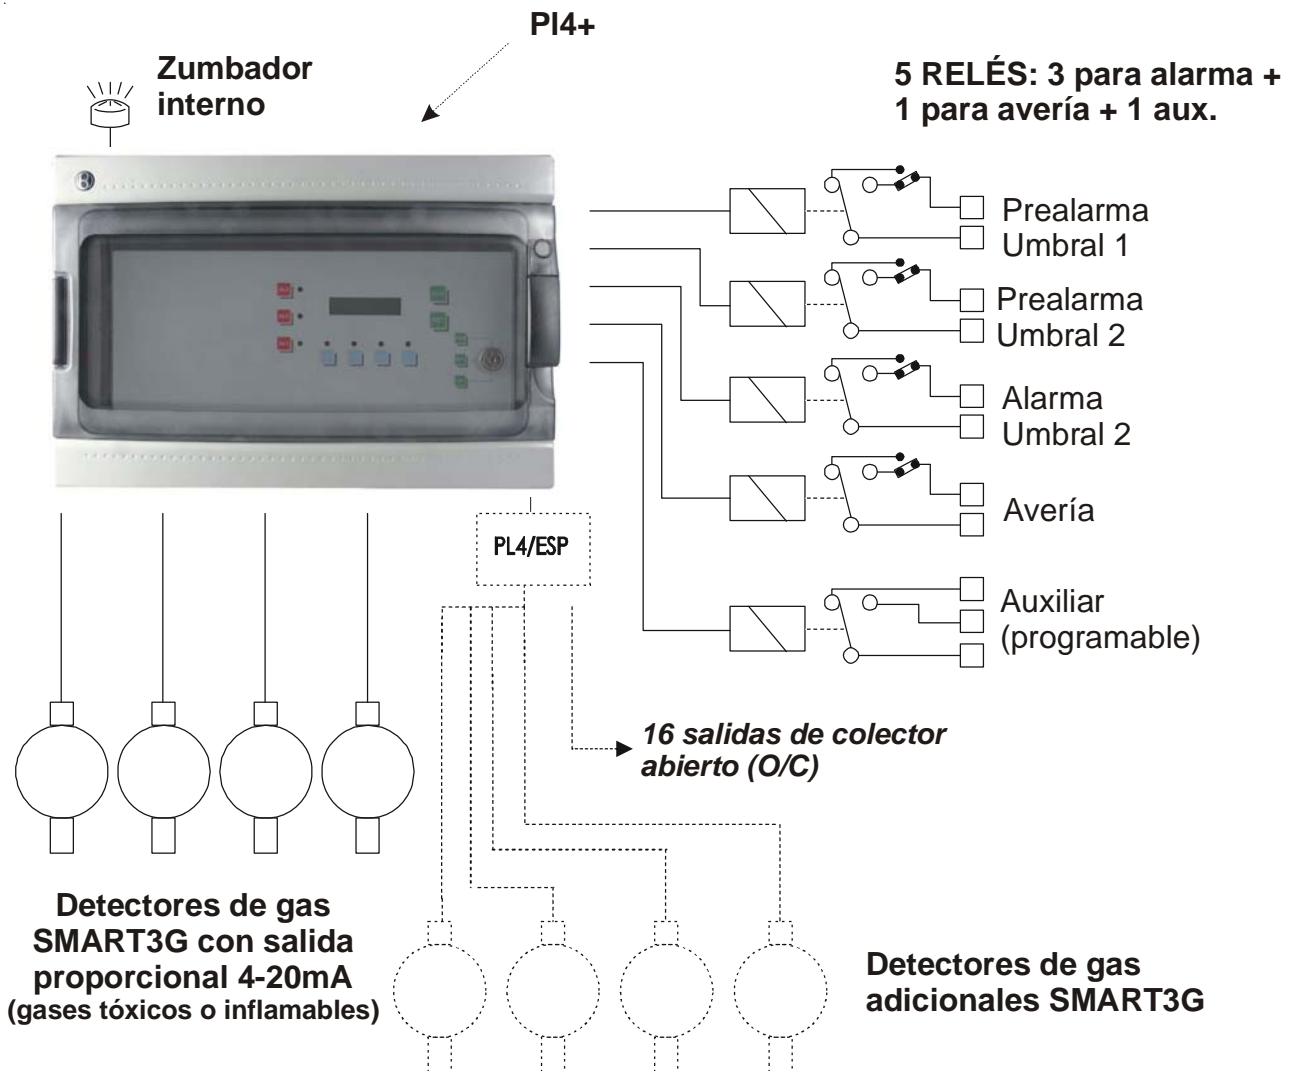 PI4+
Zumbador
interno
5 RELÉS: 3 para alarma +
1 para avería + 1 aux.
Prealarma
Umbral 1
Prealarma
Umbral 2
Alarma
Umbral 2
Avería
PL4/ESP
Auxiliar
(programable)
16 salidas de colector
abierto (O/C)
Detectores de gas
SMART3G con salida
proporcional 4-20mA
(gases tóxicos o inflamables)
Detectores de gas
adicionales SMART3G